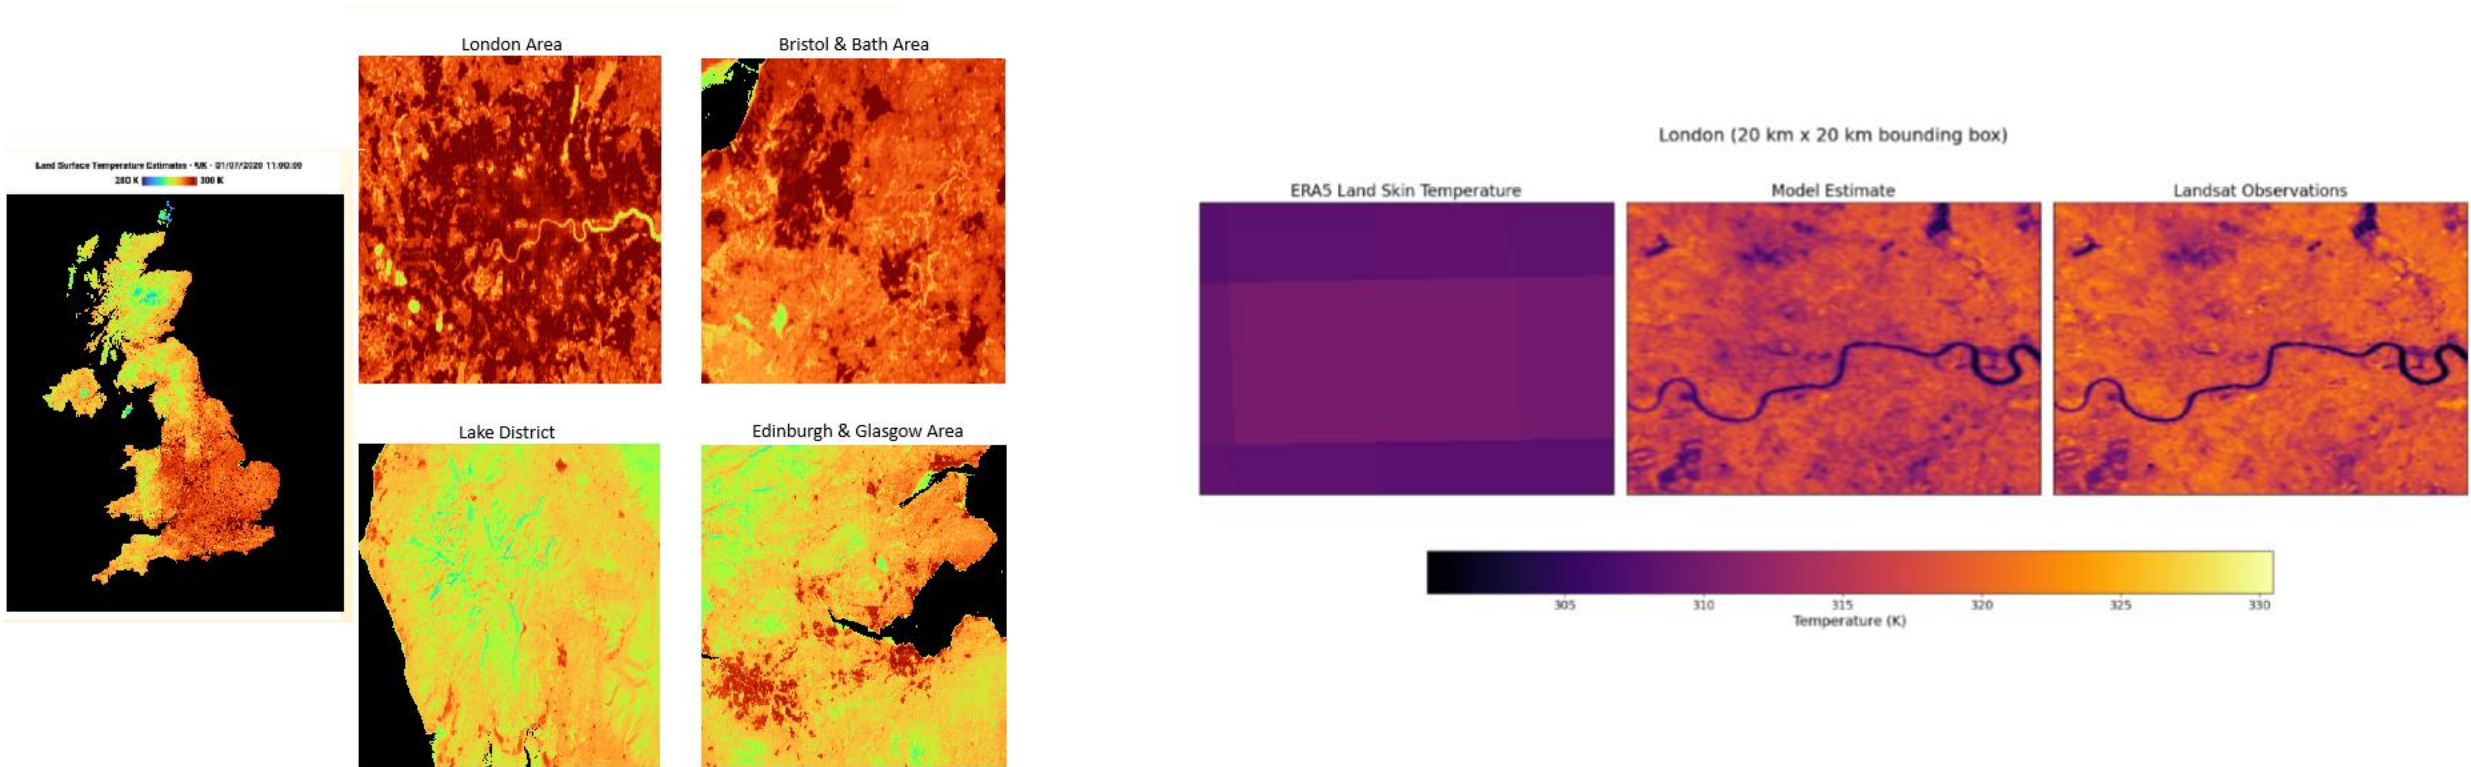 Land Surface Temperature Estimates - UK - 01/07/2020 11:00:00
280 K 300 K
London Area
Bristol & Bath Area
Lake District
Edinburgh & Glasgow Area
London (20 km x 20 km bounding box)
ERA5 Land Skin Temperature
Model Estimate
Landsat Observations
305 310 315 320 325 330
Temperature (K)